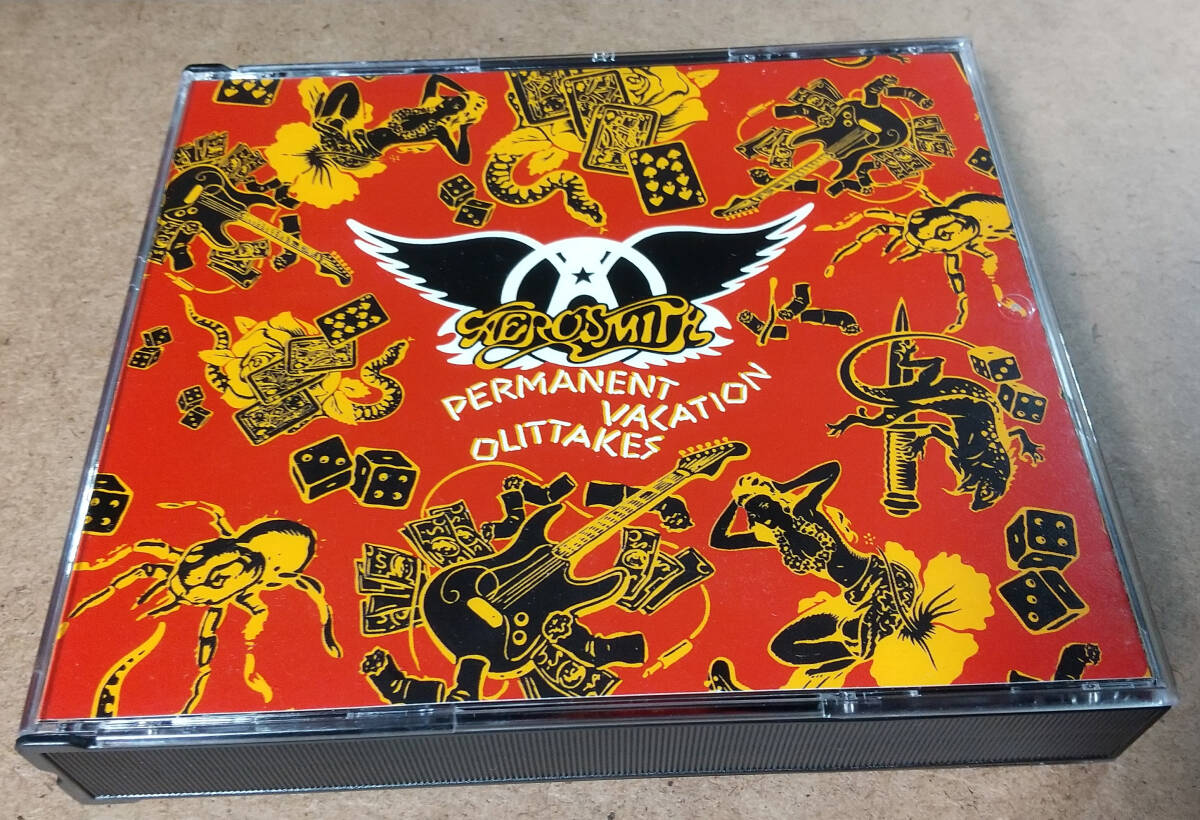 AEROSMITH
PERMANENT
VACATION
OUTTAKES